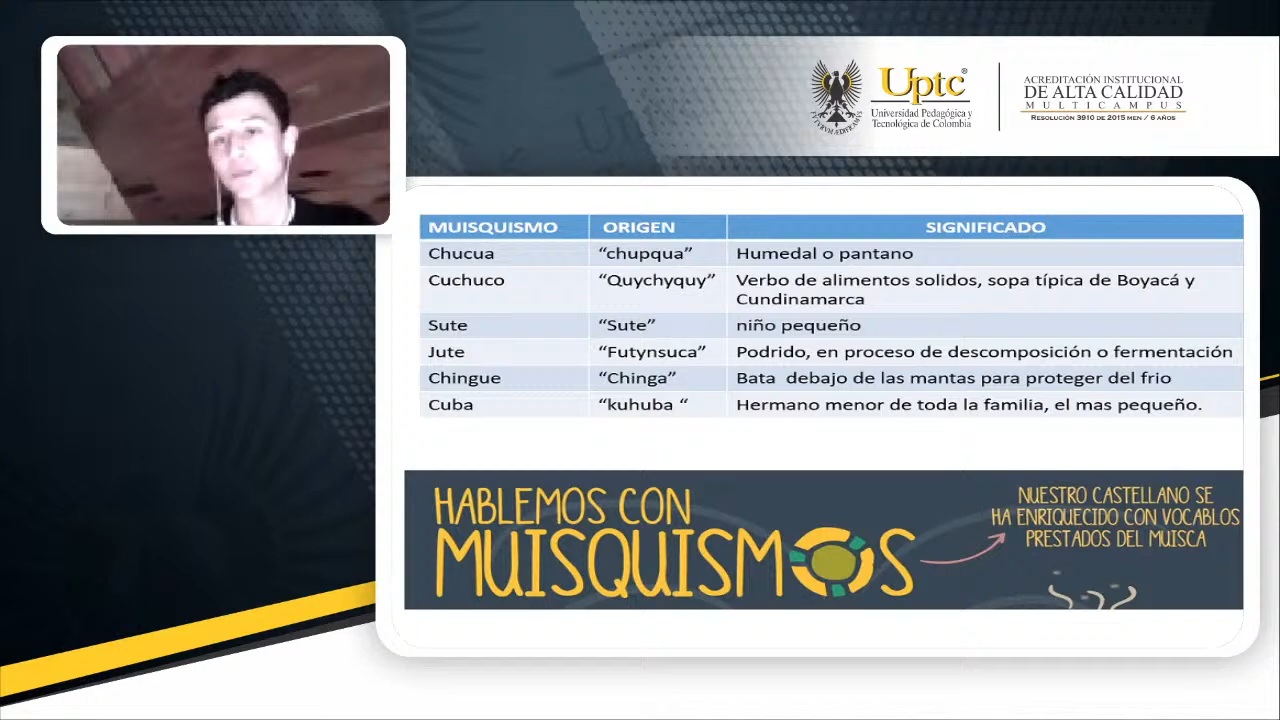 Uptc®
Universidad Pedagógica y
Tecnológica de Colombia
ACREDITACIÓN INSTITUCIONAL
DE ALTA CALIDAD
MULTICAMPUS
RESOLUCIÓN 3910 DE 2015 MEN / 6 AÑOS
MUISQUISMO ORIGEN SIGNIFICADO
Chucua “chupqua” Humedal o pantano
Cuchuco “Quychyquy” Verbo de alimentos solidos, sopa típica de Boyacá y
Cundinamarca
Sute “Sute” niño pequeño
Jute “Futynsuca” Podrido, en proceso de descomposición o fermentación
Chingue “Chinga” Bata debajo de las mantas para proteger del frio
Cuba “kuhuba “ Hermano menor de toda la familia, el mas pequeño.
HABLEMOS CON
MUISQUISMOS
NUESTRO CASTELLANO SE
HA ENRIQUECIDO CON VOCABLOS
PRESTADOS DEL MUISCA